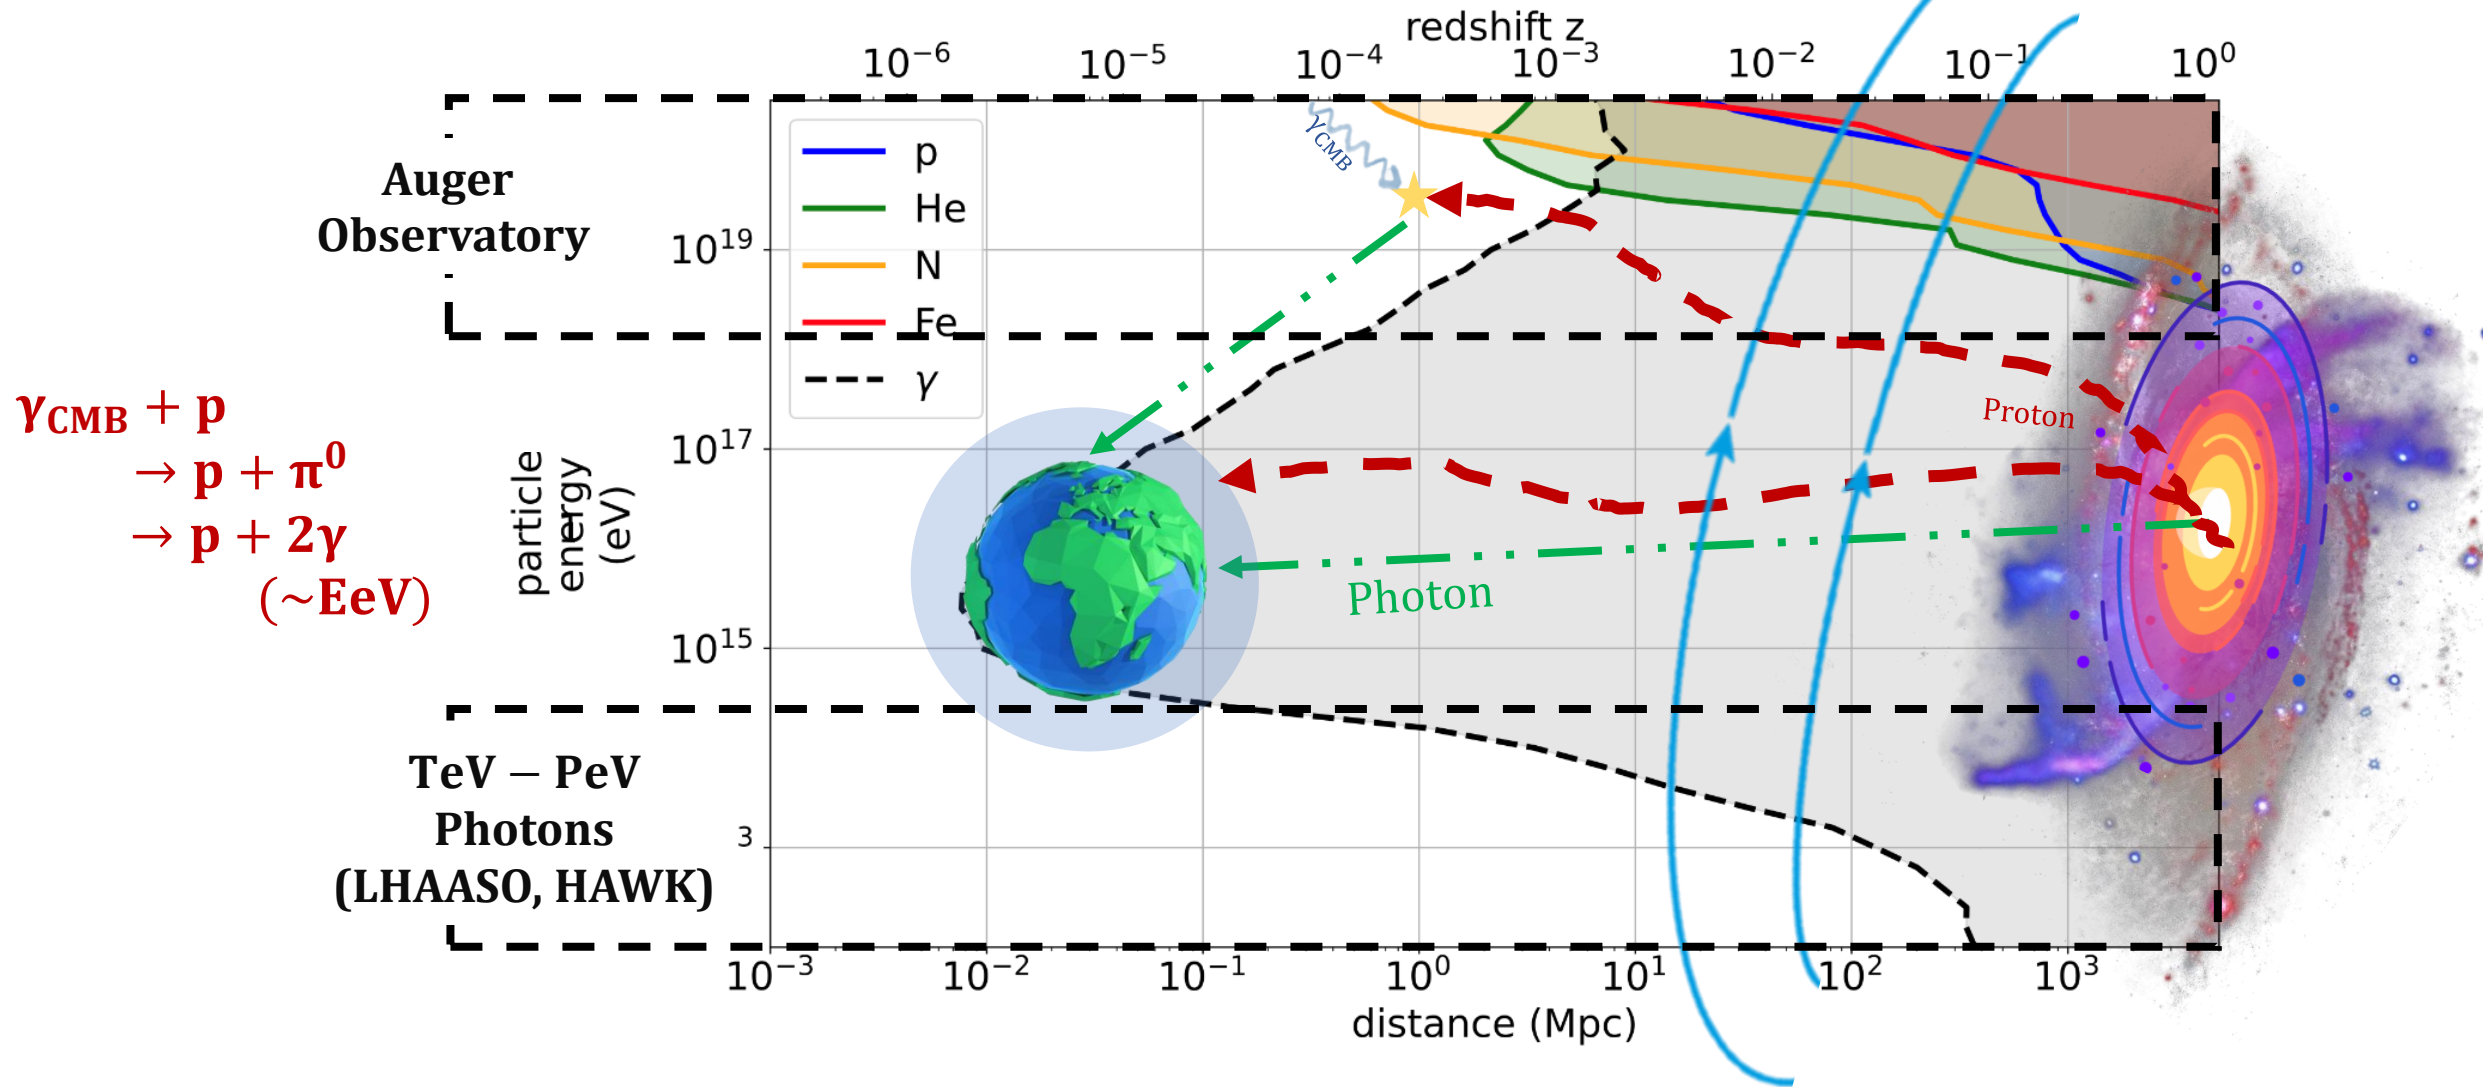 redshift z
10⁻⁶ 10⁻⁵ 10⁻⁴ 10⁻³ 10⁻² 10⁻¹ 10⁰
Auger
Observatory
p
He
N
Fe
γ
γCMB
10¹⁹
10¹⁷
10¹⁵
3
γCMB + p
→ p + π⁰
→ p + 2γ
(~EeV)
particle
energy
(eV)
Proton
Photon
TeV – PeV
Photons
(LHAASO, HAWK)
10⁻³ 10⁻² 10⁻¹ 10⁰ 10¹ 10² 10³
distance (Mpc)